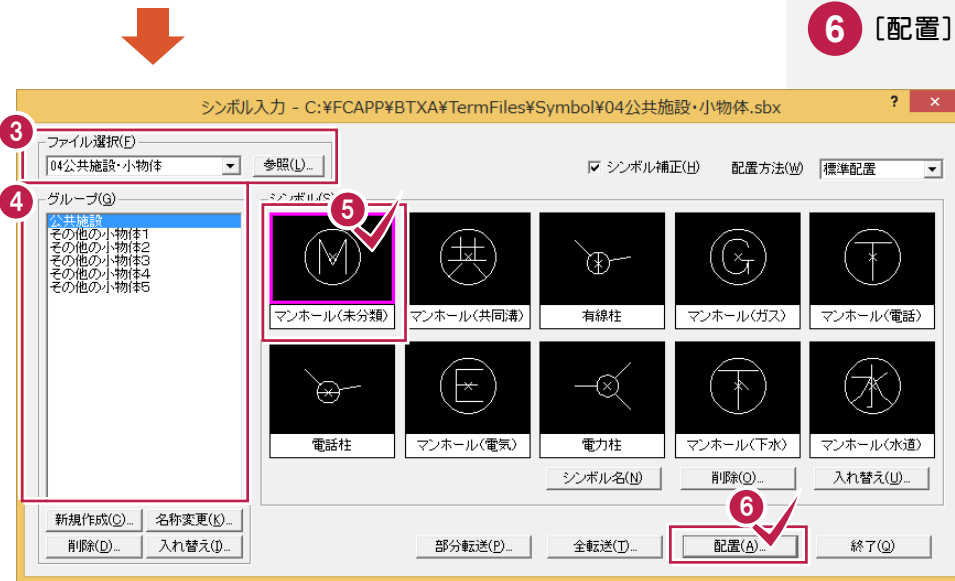 6 [配置]
シンボル入力 - C:¥FCAPP¥BTXA¥TermFiles¥Symbol¥04公共施設・小物体.sbx ? ×
3
ファイル選択(F)
04公共施設・小物体 参照(L)...
シンボル補正(H) 配置方法(W) 標準配置
4
グループ(G)
公共施設
その他の小物体1
その他の小物体2
その他の小物体3
その他の小物体4
その他の小物体5
シンボル(S)
5
M 共 G T
マンホール(未分類) マンホール(共同溝) 有線柱 マンホール(ガス) マンホール(電話)
E 下 水
電話柱 マンホール(電気) 電力柱 マンホール(下水) マンホール(水道)
シンボル名(N) 削除(O)... 入れ替え(U)...
6
新規作成(C)... 名称変更(K)...
削除(D)... 入れ替え(I)...
部分転送(P)... 全転送(T)... 配置(A)... 終了(Q)